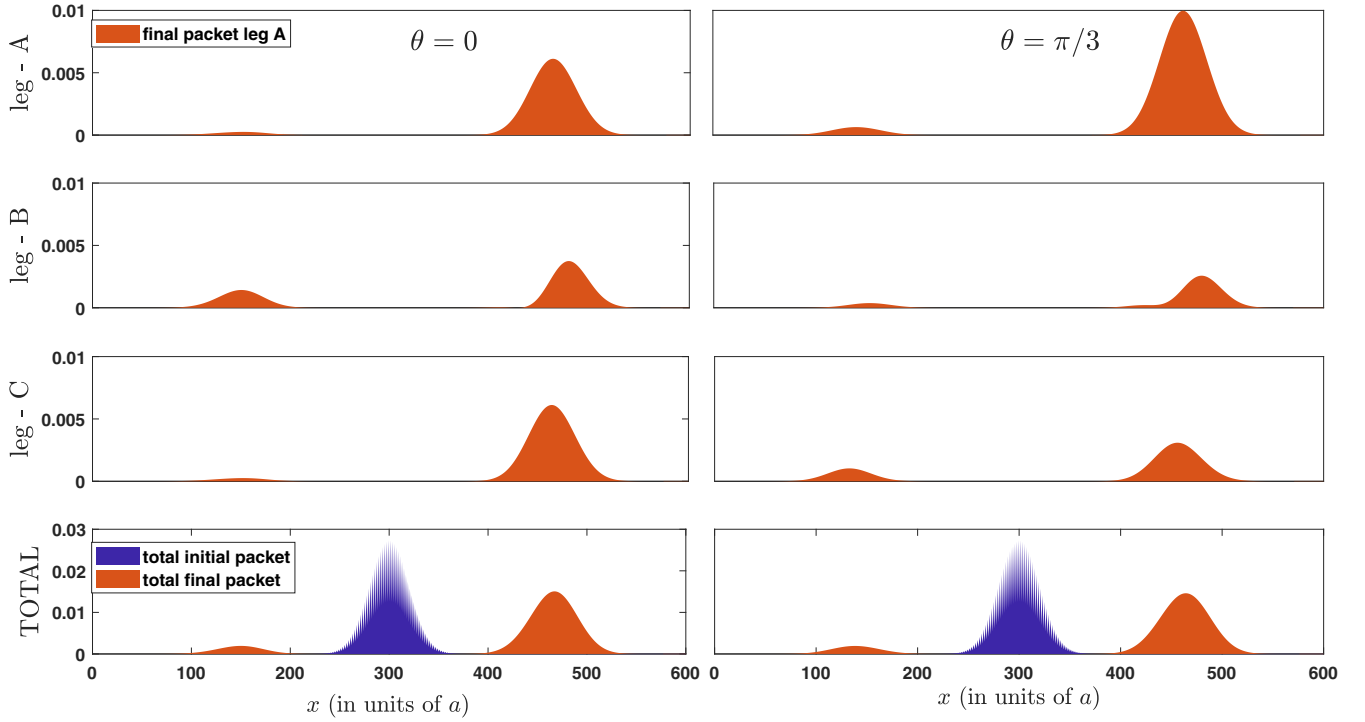 0.01
final packet leg A
θ = 0
θ = π/3
leg - A
0.005
0
0.01
leg - B
0.005
0
0.01
leg - C
0.005
0
0.03
total initial packet
total final packet
TOTAL
0.02
0.01
0
0 100 200 300 400 500 600
0 100 200 300 400 500 600
x (in units of a)
x (in units of a)